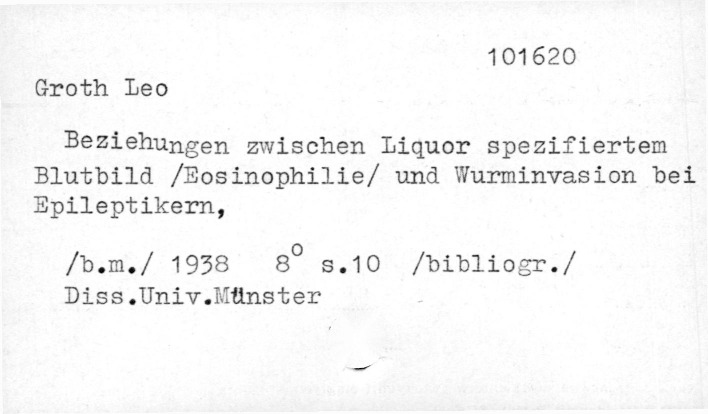 101620
Groth Leo
Beziehungen zwischen Liquor spezifiertem
Blutbild /Eosinophilie/ und Wurminvasion bei
Epileptikern,
/b.m./ 1938 8° s.10 /bibliogr./
Diss.Univ.Münster